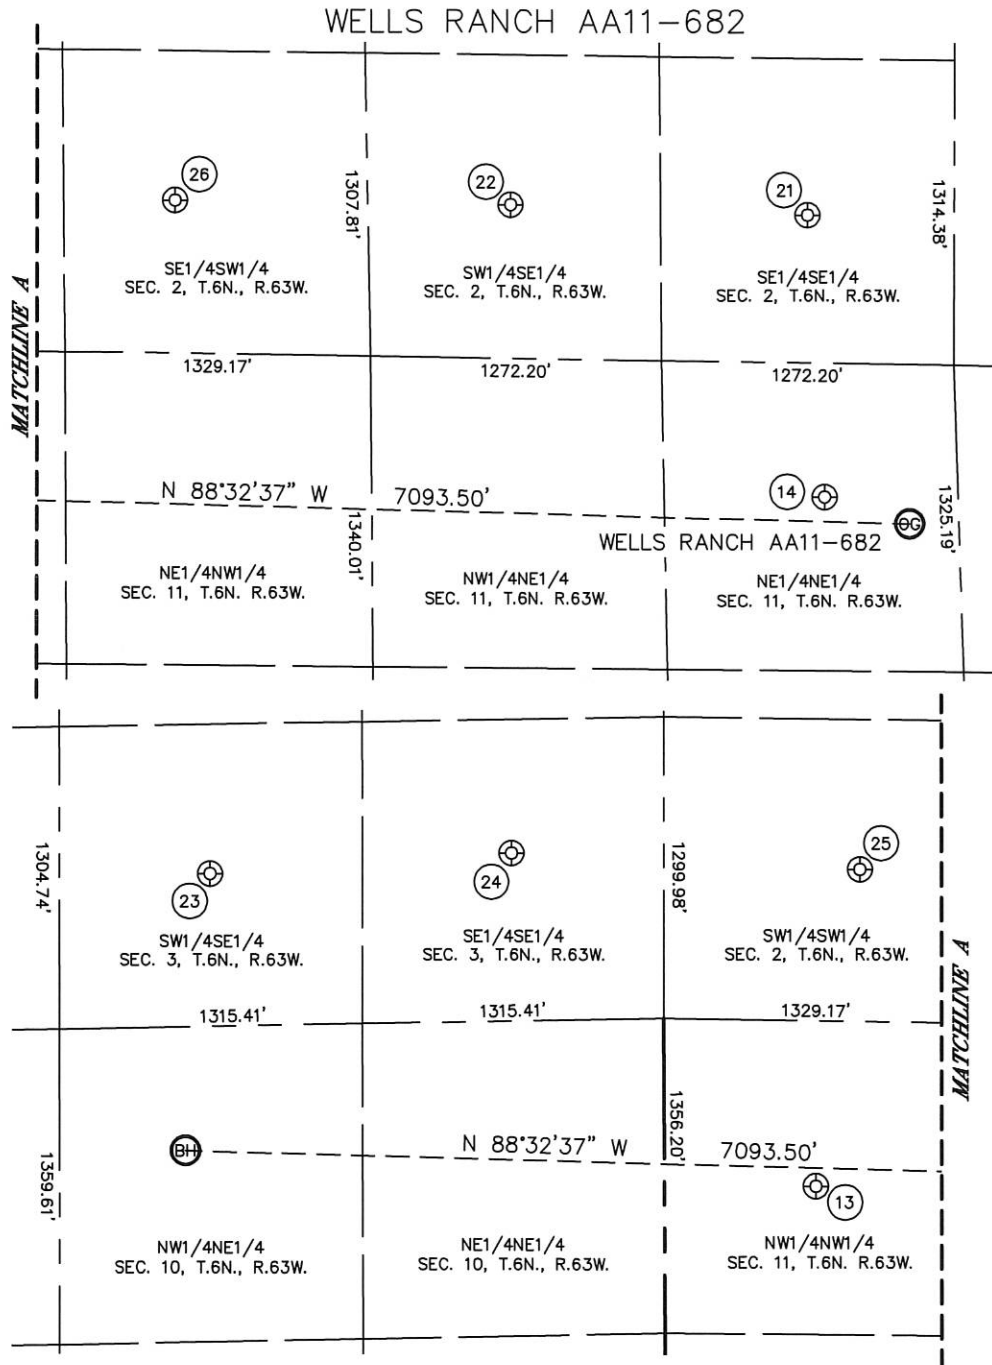 WELLS RANCH AA11-682
26
22
21
1307.81'
1314.38'
SE1/4SW1/4
SEC. 2, T.6N., R.63W.
SW1/4SE1/4
SEC. 2, T.6N., R.63W.
SE1/4SE1/4
SEC. 2, T.6N., R.63W.
MATCHLINE A
1329.17'
1272.20'
1272.20'
N 88°32'37" W
7093.50'
14
OG
1340.01'
1325.19'
WELLS RANCH AA11-682
NE1/4NW1/4
SEC. 11, T.6N. R.63W.
NW1/4NE1/4
SEC. 11, T.6N. R.63W.
NE1/4NE1/4
SEC. 11, T.6N. R.63W.
1304.74'
23
24
1299.98'
25
SW1/4SE1/4
SEC. 3, T.6N., R.63W.
SE1/4SE1/4
SEC. 3, T.6N., R.63W.
SW1/4SW1/4
SEC. 2, T.6N., R.63W.
MATCHLINE A
1315.41'
1315.41'
1329.17'
1359.61'
BH
1356.20'
N 88°32'37" W
7093.50'
13
NW1/4NE1/4
SEC. 10, T.6N., R.63W.
NE1/4NE1/4
SEC. 10, T.6N., R.63W.
NW1/4NW1/4
SEC. 11, T.6N. R.63W.